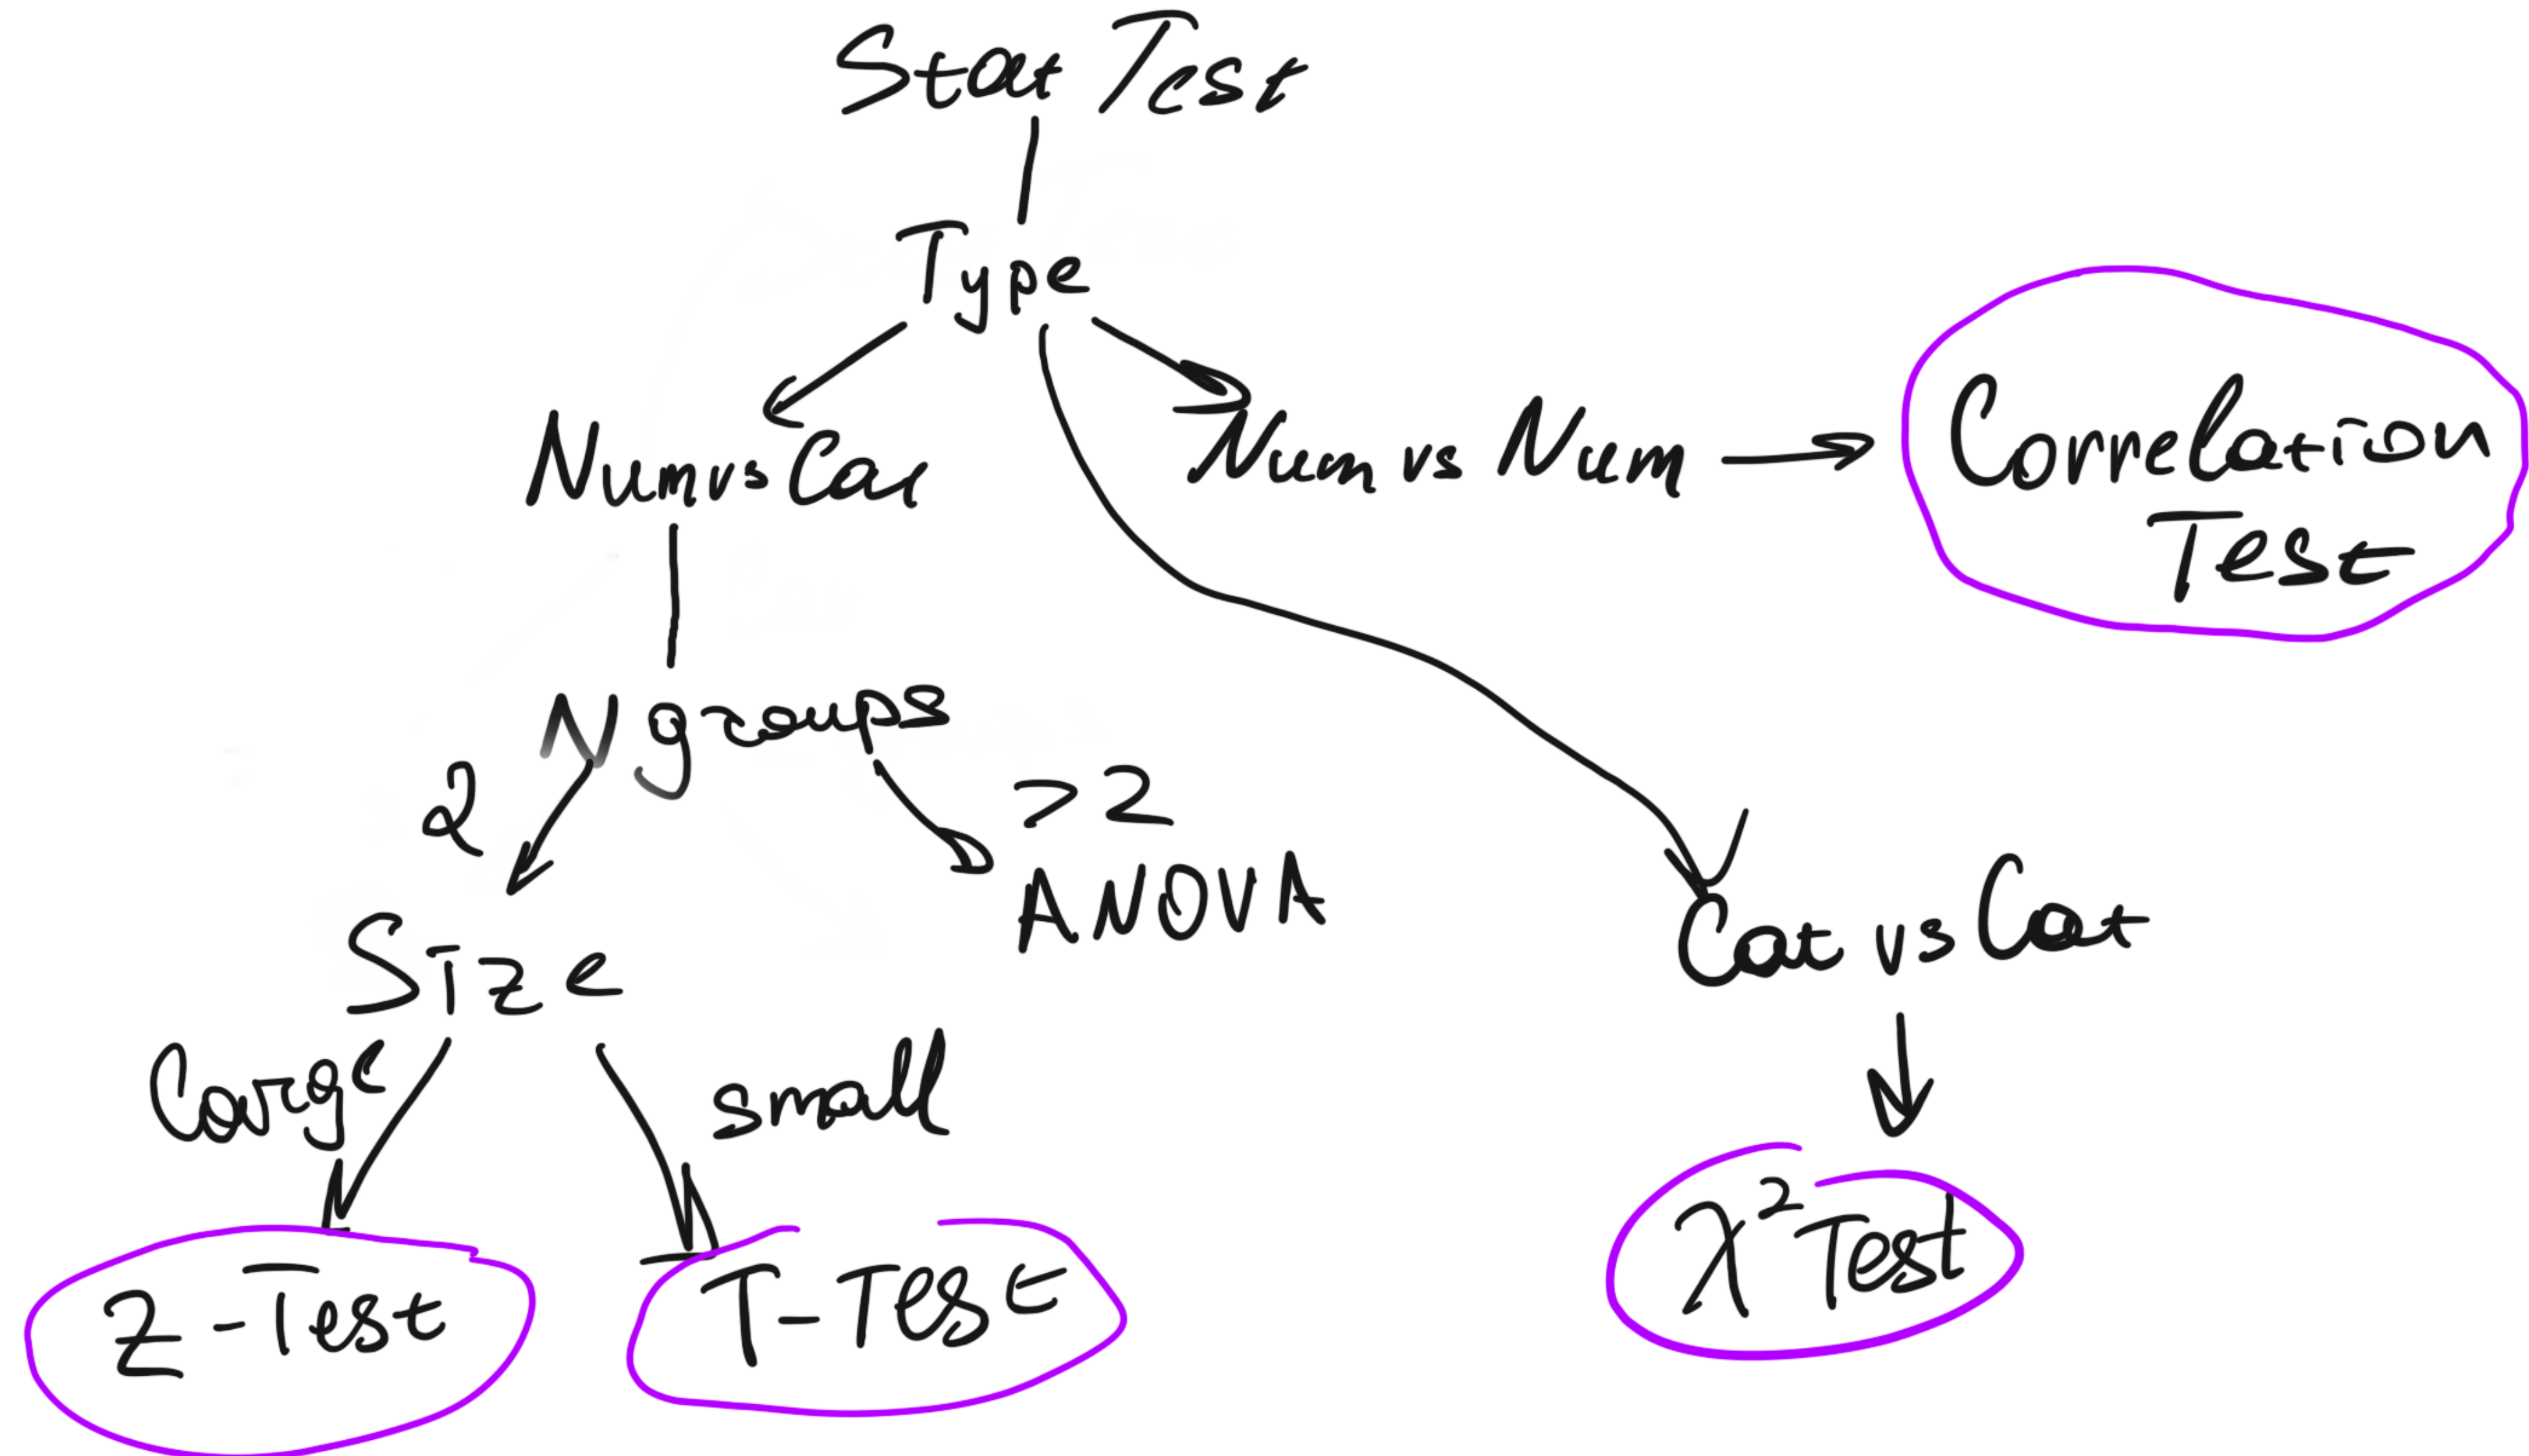 Stat Test
Type
Num vs Cat
Num vs Num
Correlation
Test
N groups
2
>2
ANOVA
Size
Large
small
Cat vs Cat
Z-Test
T-Test
χ² Test